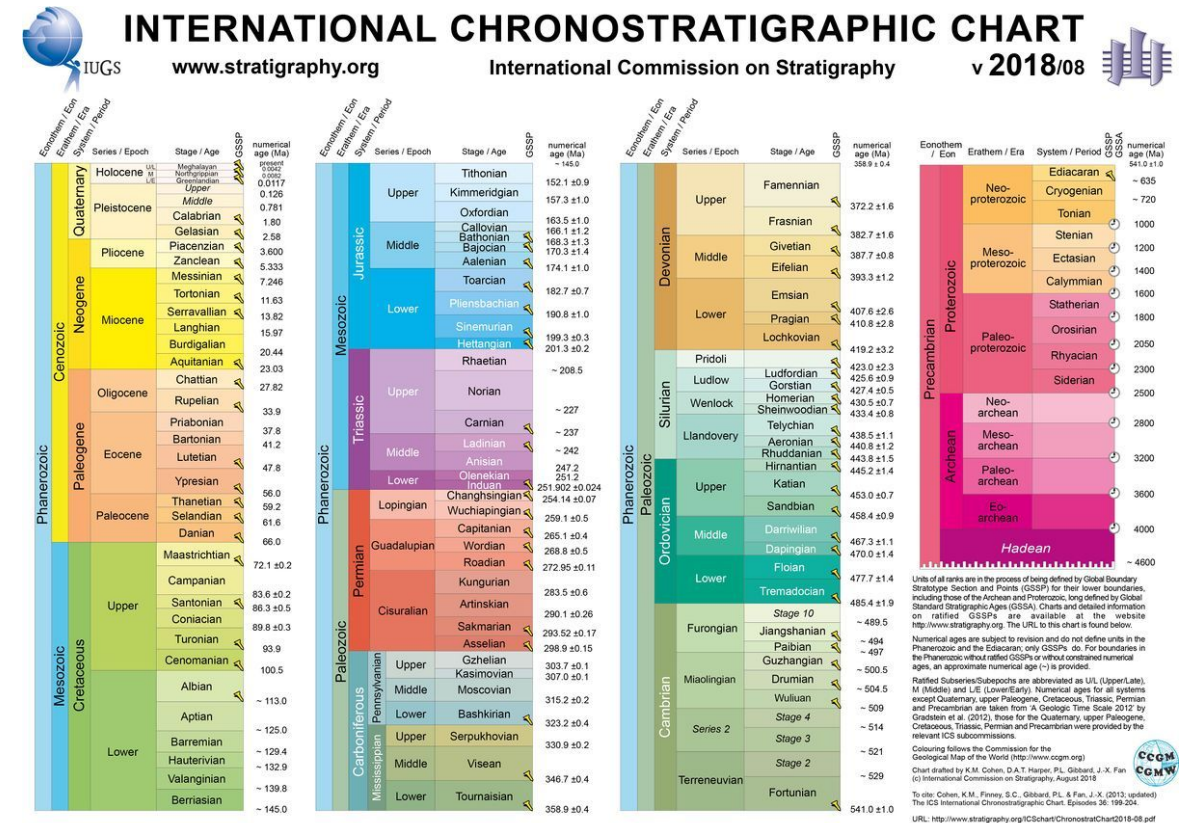 INTERNATIONAL CHRONOSTRATIGRAPHIC CHART
IUGS
www.stratigraphy.org
International Commission on Stratigraphy
v 2018/08
Eonothem / Eon
Erathem / Era
System / Period
Series / Epoch
Stage / Age
GSSP
numerical age (Ma)
Phanerozoic
Cenozoic
Quaternary
Holocene
U/L
M
L/E
Meghalayan
Northgrippian
Greenlandian
Pleistocene
Upper
Middle
Calabrian
Gelasian
Neogene
Pliocene
Piacenzian
Zanclean
Miocene
Messinian
Tortonian
Serravallian
Langhian
Burdigalian
Aquitanian
Paleogene
Oligocene
Chattian
Rupelian
Eocene
Priabonian
Bartonian
Lutetian
Ypresian
Paleocene
Thanetian
Selandian
Danian
Mesozoic
Cretaceous
Upper
Maastrichtian
Campanian
Santonian
Coniacian
Turonian
Cenomanian
Lower
Albian
Aptian
Barremian
Hauterivian
Valanginian
Berriasian
present
0.0042
0.0082
0.0117
0.126
0.781
1.80
2.58
3.600
5.333
7.246
11.63
13.82
15.97
20.44
23.03
27.82
33.9
37.8
41.2
47.8
56.0
59.2
61.6
66.0
72.1 ±0.2
83.6 ±0.2
86.3 ±0.5
89.8 ±0.3
93.9
100.5
~ 113.0
~ 125.0
~ 129.4
~ 132.9
~ 139.8
~ 145.0
Eonothem / Eon
Erathem / Era
System / Period
Series / Epoch
Stage / Age
GSSP
numerical age (Ma)
Phanerozoic
Mesozoic
Jurassic
Upper
Tithonian
Kimmeridgian
Oxfordian
Middle
Callovian
Bathonian
Bajocian
Aalenian
Lower
Toarcian
Pliensbachian
Sinemurian
Hettangian
Triassic
Upper
Rhaetian
Norian
Carnian
Middle
Ladinian
Anisian
Lower
Olenekian
Induan
Paleozoic
Permian
Lopingian
Changhsingian
Wuchiapingian
Guadalupian
Capitanian
Wordian
Roadian
Cisuralian
Kungurian
Artinskian
Sakmarian
Asselian
Carboniferous
Pennsylvanian
Upper
Gzhelian
Kasimovian
Middle
Moscovian
Lower
Bashkirian
Mississippian
Upper
Serpukhovian
Middle
Visean
Lower
Tournaisian
~ 145.0
152.1 ±0.9
157.3 ±1.0
163.5 ±1.0
166.1 ±1.2
168.3 ±1.3
170.3 ±1.4
174.1 ±1.0
182.7 ±0.7
190.8 ±1.0
199.3 ±0.3
201.3 ±0.2
~ 208.5
~ 227
~ 237
~ 242
247.2
251.2
251.902 ±0.024
254.14 ±0.07
259.1 ±0.5
265.1 ±0.4
268.8 ±0.5
272.95 ±0.11
283.5 ±0.6
290.1 ±0.26
293.52 ±0.17
298.9 ±0.15
303.7 ±0.1
307.0 ±0.1
315.2 ±0.2
323.2 ±0.4
330.9 ±0.2
346.7 ±0.4
358.9 ±0.4
Eonothem / Eon
Erathem / Era
System / Period
Series / Epoch
Stage / Age
GSSP
numerical age (Ma)
Phanerozoic
Paleozoic
Devonian
Upper
Famennian
Frasnian
Middle
Givetian
Eifelian
Lower
Emsian
Pragian
Lochkovian
Silurian
Pridoli
Ludlow
Ludfordian
Gorstian
Wenlock
Homerian
Sheinwoodian
Llandovery
Telychian
Aeronian
Rhuddanian
Ordovician
Upper
Hirnantian
Katian
Sandbian
Middle
Darriwilian
Dapingian
Lower
Floian
Tremadocian
Cambrian
Furongian
Stage 10
Jiangshanian
Paibian
Miaolingian
Guzhangian
Drumian
Wuliuan
Series 2
Stage 4
Stage 3
Terreneuvian
Stage 2
Fortunian
358.9 ± 0.4
372.2 ±1.6
382.7 ±1.6
387.7 ±0.8
393.3 ±1.2
407.6 ±2.6
410.8 ±2.8
419.2 ±3.2
423.0 ±2.3
425.6 ±0.9
427.4 ±0.5
430.5 ±0.7
433.4 ±0.8
438.5 ±1.1
440.8 ±1.2
443.8 ±1.5
445.2 ±1.4
453.0 ±0.7
458.4 ±0.9
467.3 ±1.1
470.0 ±1.4
477.7 ±1.4
485.4 ±1.9
~ 489.5
~ 494
~ 497
~ 500.5
~ 504.5
~ 509
~ 514
~ 521
~ 529
541.0 ±1.0
Eonothem / Eon
Erathem / Era
System / Period
GSSP
GSSA
numerical age (Ma)
Precambrian
Proterozoic
Neo-proterozoic
Ediacaran
Cryogenian
Tonian
Meso-proterozoic
Stenian
Ectasian
Calymmian
Paleo-proterozoic
Statherian
Orosirian
Rhyacian
Siderian
Archean
Neo-archean
Meso-archean
Paleo-archean
Eo-archean
Hadean
541.0 ±1.0
~ 635
~ 720
1000
1200
1400
1600
1800
2050
2300
2500
2800
3200
3600
4000
~ 4600
Units of all ranks are in the process of being defined by Global Boundary
Stratotype Section and Points (GSSP) for their lower boundaries,
including those of the Archean and Proterozoic, long defined by Global
Standard Stratigraphic Ages (GSSA). Charts and detailed information
on ratified GSSPs are available at the website
http://www.stratigraphy.org. The URL to this chart is found below.
Numerical ages are subject to revision and do not define units in the
Phanerozoic and the Ediacaran; only GSSPs do. For boundaries in
the Phanerozoic without ratified GSSPs or without constrained numerical
ages, an approximate numerical age (~) is provided.
Ratified Subseries/Subepochs are abbreviated as U/L (Upper/Late),
M (Middle) and L/E (Lower/Early). Numerical ages for all systems
except Quaternary, upper Paleogene, Cretaceous, Triassic, Permian
and Precambrian are taken from 'A Geologic Time Scale 2012' by
Gradstein et al. (2012), those for the Quaternary, upper Paleogene,
Cretaceous, Triassic, Permian and Precambrian were provided by the
relevant ICS subcommissions.
Colouring follows the Commission for the
Geological Map of the World (http://www.ccgm.org)
CCGM
CGMW
Chart drafted by K.M. Cohen, D.A.T. Harper, P.L. Gibbard, J.-X. Fan
(c) International Commission on Stratigraphy, August 2018
To cite: Cohen, K.M., Finney, S.C., Gibbard, P.L. & Fan, J.-X. (2013; updated)
The ICS International Chronostratigraphic Chart. Episodes 36: 199-204.
URL: http://www.stratigraphy.org/ICSchart/ChronostratChart2018-08.pdf